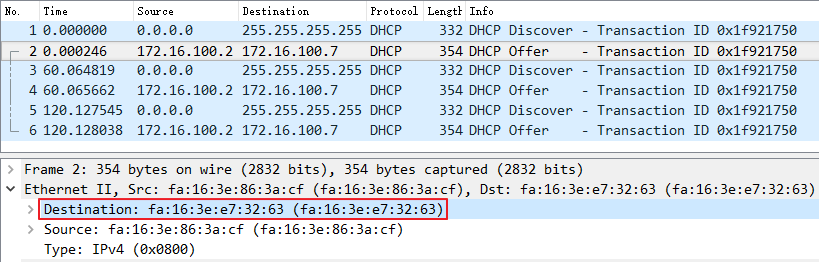 No. Time Source Destination Protocol Length Info
1 0.000000 0.0.0.0 255.255.255.255 DHCP 332 DHCP Discover - Transaction ID 0x1f921750
2 0.000246 172.16.100.2 172.16.100.7 DHCP 354 DHCP Offer - Transaction ID 0x1f921750
3 60.064819 0.0.0.0 255.255.255.255 DHCP 332 DHCP Discover - Transaction ID 0x1f921750
4 60.065662 172.16.100.2 172.16.100.7 DHCP 354 DHCP Offer - Transaction ID 0x1f921750
5 120.127545 0.0.0.0 255.255.255.255 DHCP 332 DHCP Discover - Transaction ID 0x1f921750
6 120.128038 172.16.100.2 172.16.100.7 DHCP 354 DHCP Offer - Transaction ID 0x1f921750
Frame 2: 354 bytes on wire (2832 bits), 354 bytes captured (2832 bits)
Ethernet II, Src: fa:16:3e:86:3a:cf (fa:16:3e:86:3a:cf), Dst: fa:16:3e:e7:32:63 (fa:16:3e:e7:32:63)
Destination: fa:16:3e:e7:32:63 (fa:16:3e:e7:32:63)
Source: fa:16:3e:86:3a:cf (fa:16:3e:86:3a:cf)
Type: IPv4 (0x0800)